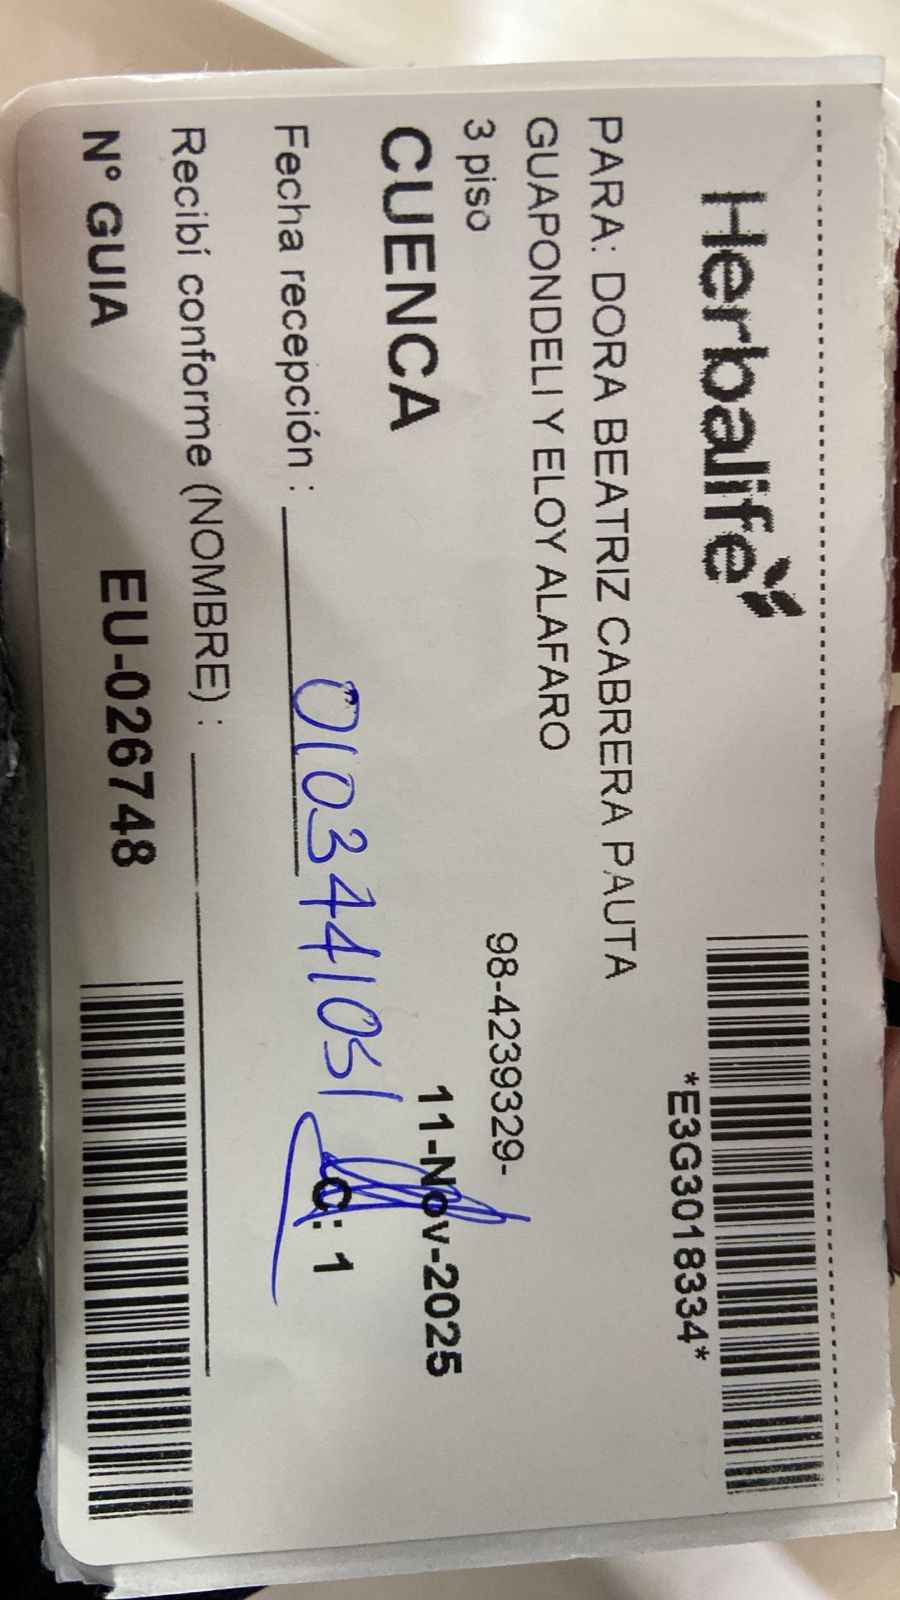 Herbalife
*E3G3018334*
PARA: DORA BEATRIZ CABRERA PAUTA
GUAPONDELI Y ELOY ALAFARO
3 piso
98-4239329-
CUENCA
11-Nov-2025
Fecha recepción :
0103441051
C: 1
Recibí conforme (NOMBRE) :
N° GUIA
EU-026748